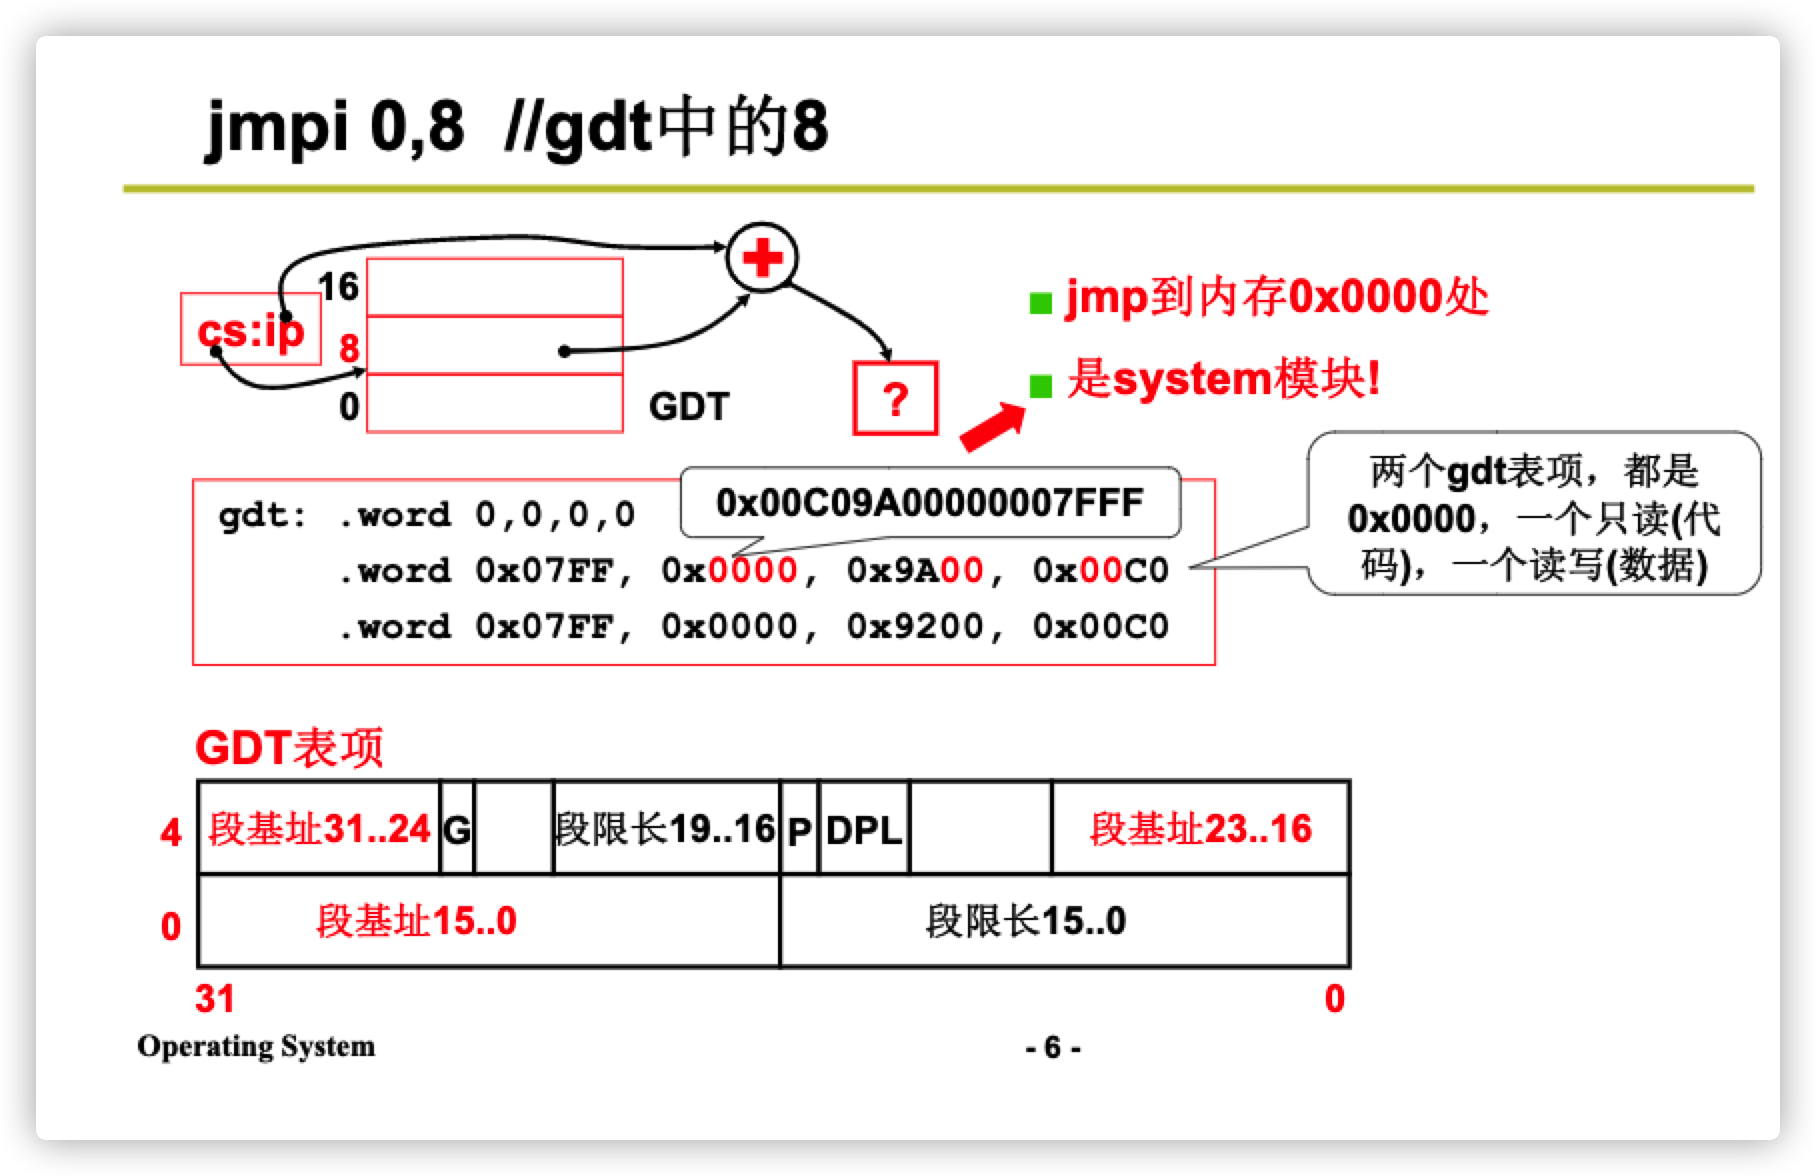 jmpi 0,8 //gdt中的8
16
cs:ip
8
0
GDT
?
jmp到内存0x0000处
是system模块!
0x00C09A00000007FFF
两个gdt表项，都是
0x0000，一个只读(代
码)，一个读写(数据)
gdt: .word 0,0,0,0
.word 0x07FF, 0x0000, 0x9A00, 0x00C0
.word 0x07FF, 0x0000, 0x9200, 0x00C0
GDT表项
4 段基址31..24 G 段限长19..16 P DPL 段基址23..16
0 段基址15..0 段限长15..0
31 0
Operating System - 6 -